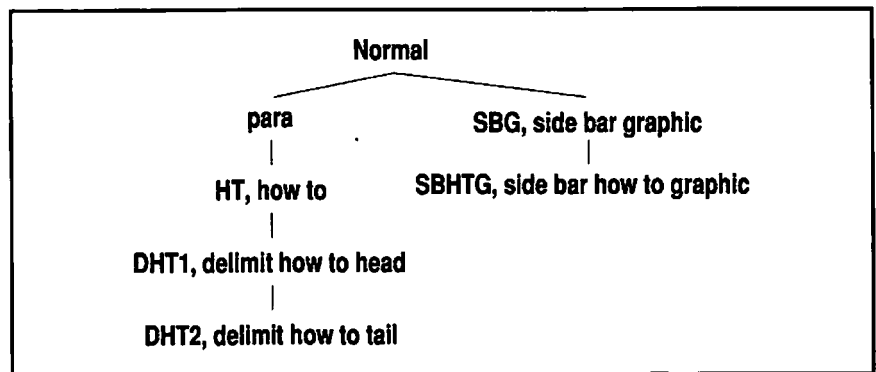 Normal
para
SBG, side bar graphic
HT, how to
SBHTG, side bar how to graphic
DHT1, delimit how to head
DHT2, delimit how to tail